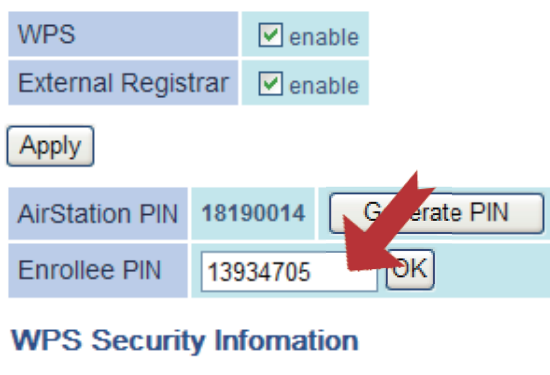 WPS enable
External Registrar enable
Apply
AirStation PIN 18190014 Generate PIN
Enrollee PIN 13934705 OK
WPS Security Infomation